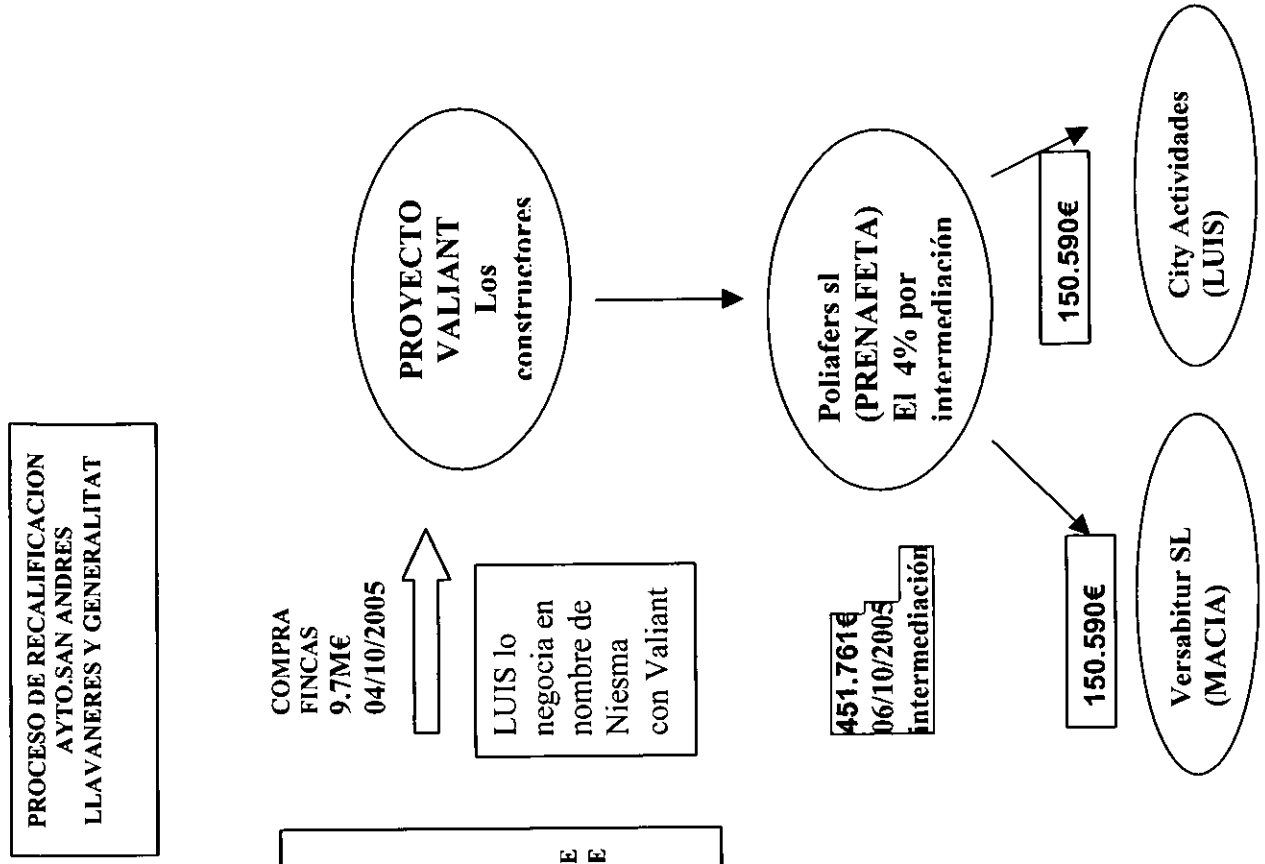 PROCESO DE RECALIFICACION
AYTO.SAN ANDRES
LLAVANERES Y GENERALITAT
COMPRA
FINCAS
9.7M€
04/10/2005
LUIS lo
negocia en
nombre de
Niesma
con Valiant
PROYECTO
VALIANT
Los
constructores
451.761€
06/10/2005
intermediación
Poliafers sl
(PRENAFETA)
El 4% por
intermediación
150.590€
Versabitur SL
(MACIA)
150.590€
City Actividades
(LUIS)
E
E